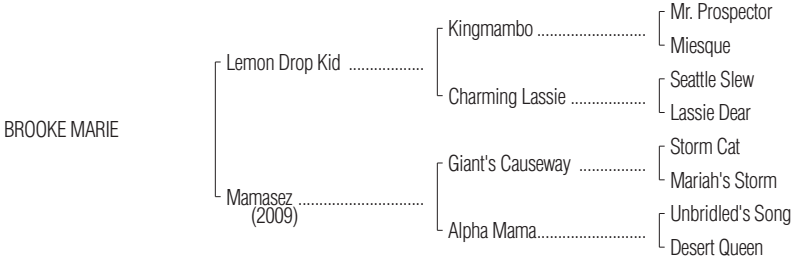 Mr. Prospector
Kingmambo ..........................
Miesque
Lemon Drop Kid ..................
Seattle Slew
Charming Lassie ..................
Lassie Dear
BROOKE MARIE
Storm Cat
Giant's Causeway ................
Mariah's Storm
Mamasez ..............................
(2009)
Unbridled's Song
Alpha Mama..........................
Desert Queen